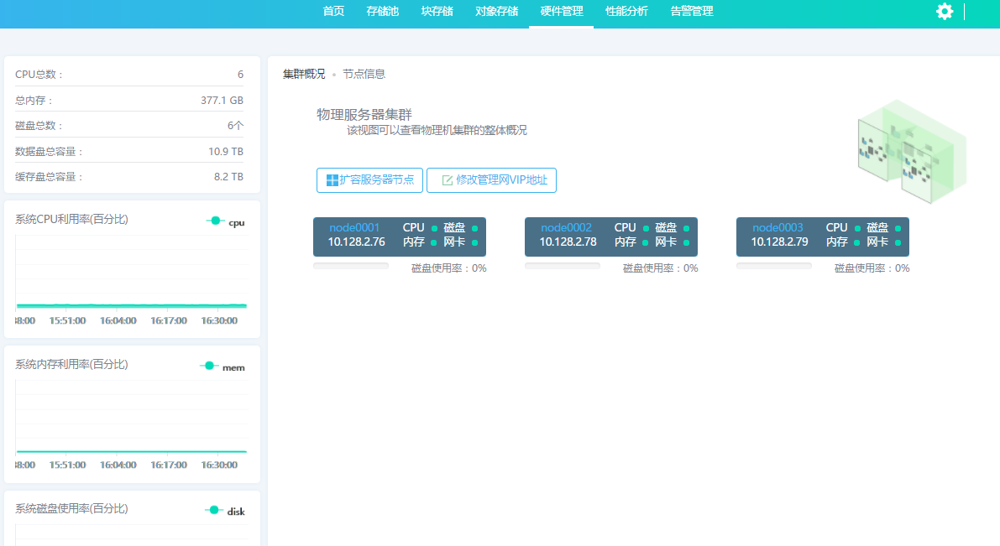 首页 存储池 块存储 对象存储 硬件管理 性能分析 告警管理
CPU总数： 6
总内存： 377.1 GB
磁盘总数： 6个
数据盘总容量： 10.9 TB
缓存盘总容量： 8.2 TB
系统CPU利用率(百分比) cpu
38:00 15:51:00 16:04:00 16:17:00 16:30:00
系统内存利用率(百分比) mem
38:00 15:51:00 16:04:00 16:17:00 16:30:00
系统磁盘使用率(百分比) disk
集群概况 节点信息
物理服务器集群
该视图可以查看物理机集群的整体概况
扩容服务器节点 修改管理网VIP地址
node0001 CPU 磁盘
10.128.2.76 内存 网卡
磁盘使用率：0%
node0002 CPU 磁盘
10.128.2.78 内存 网卡
磁盘使用率：0%
node0003 CPU 磁盘
10.128.2.79 内存 网卡
磁盘使用率：0%